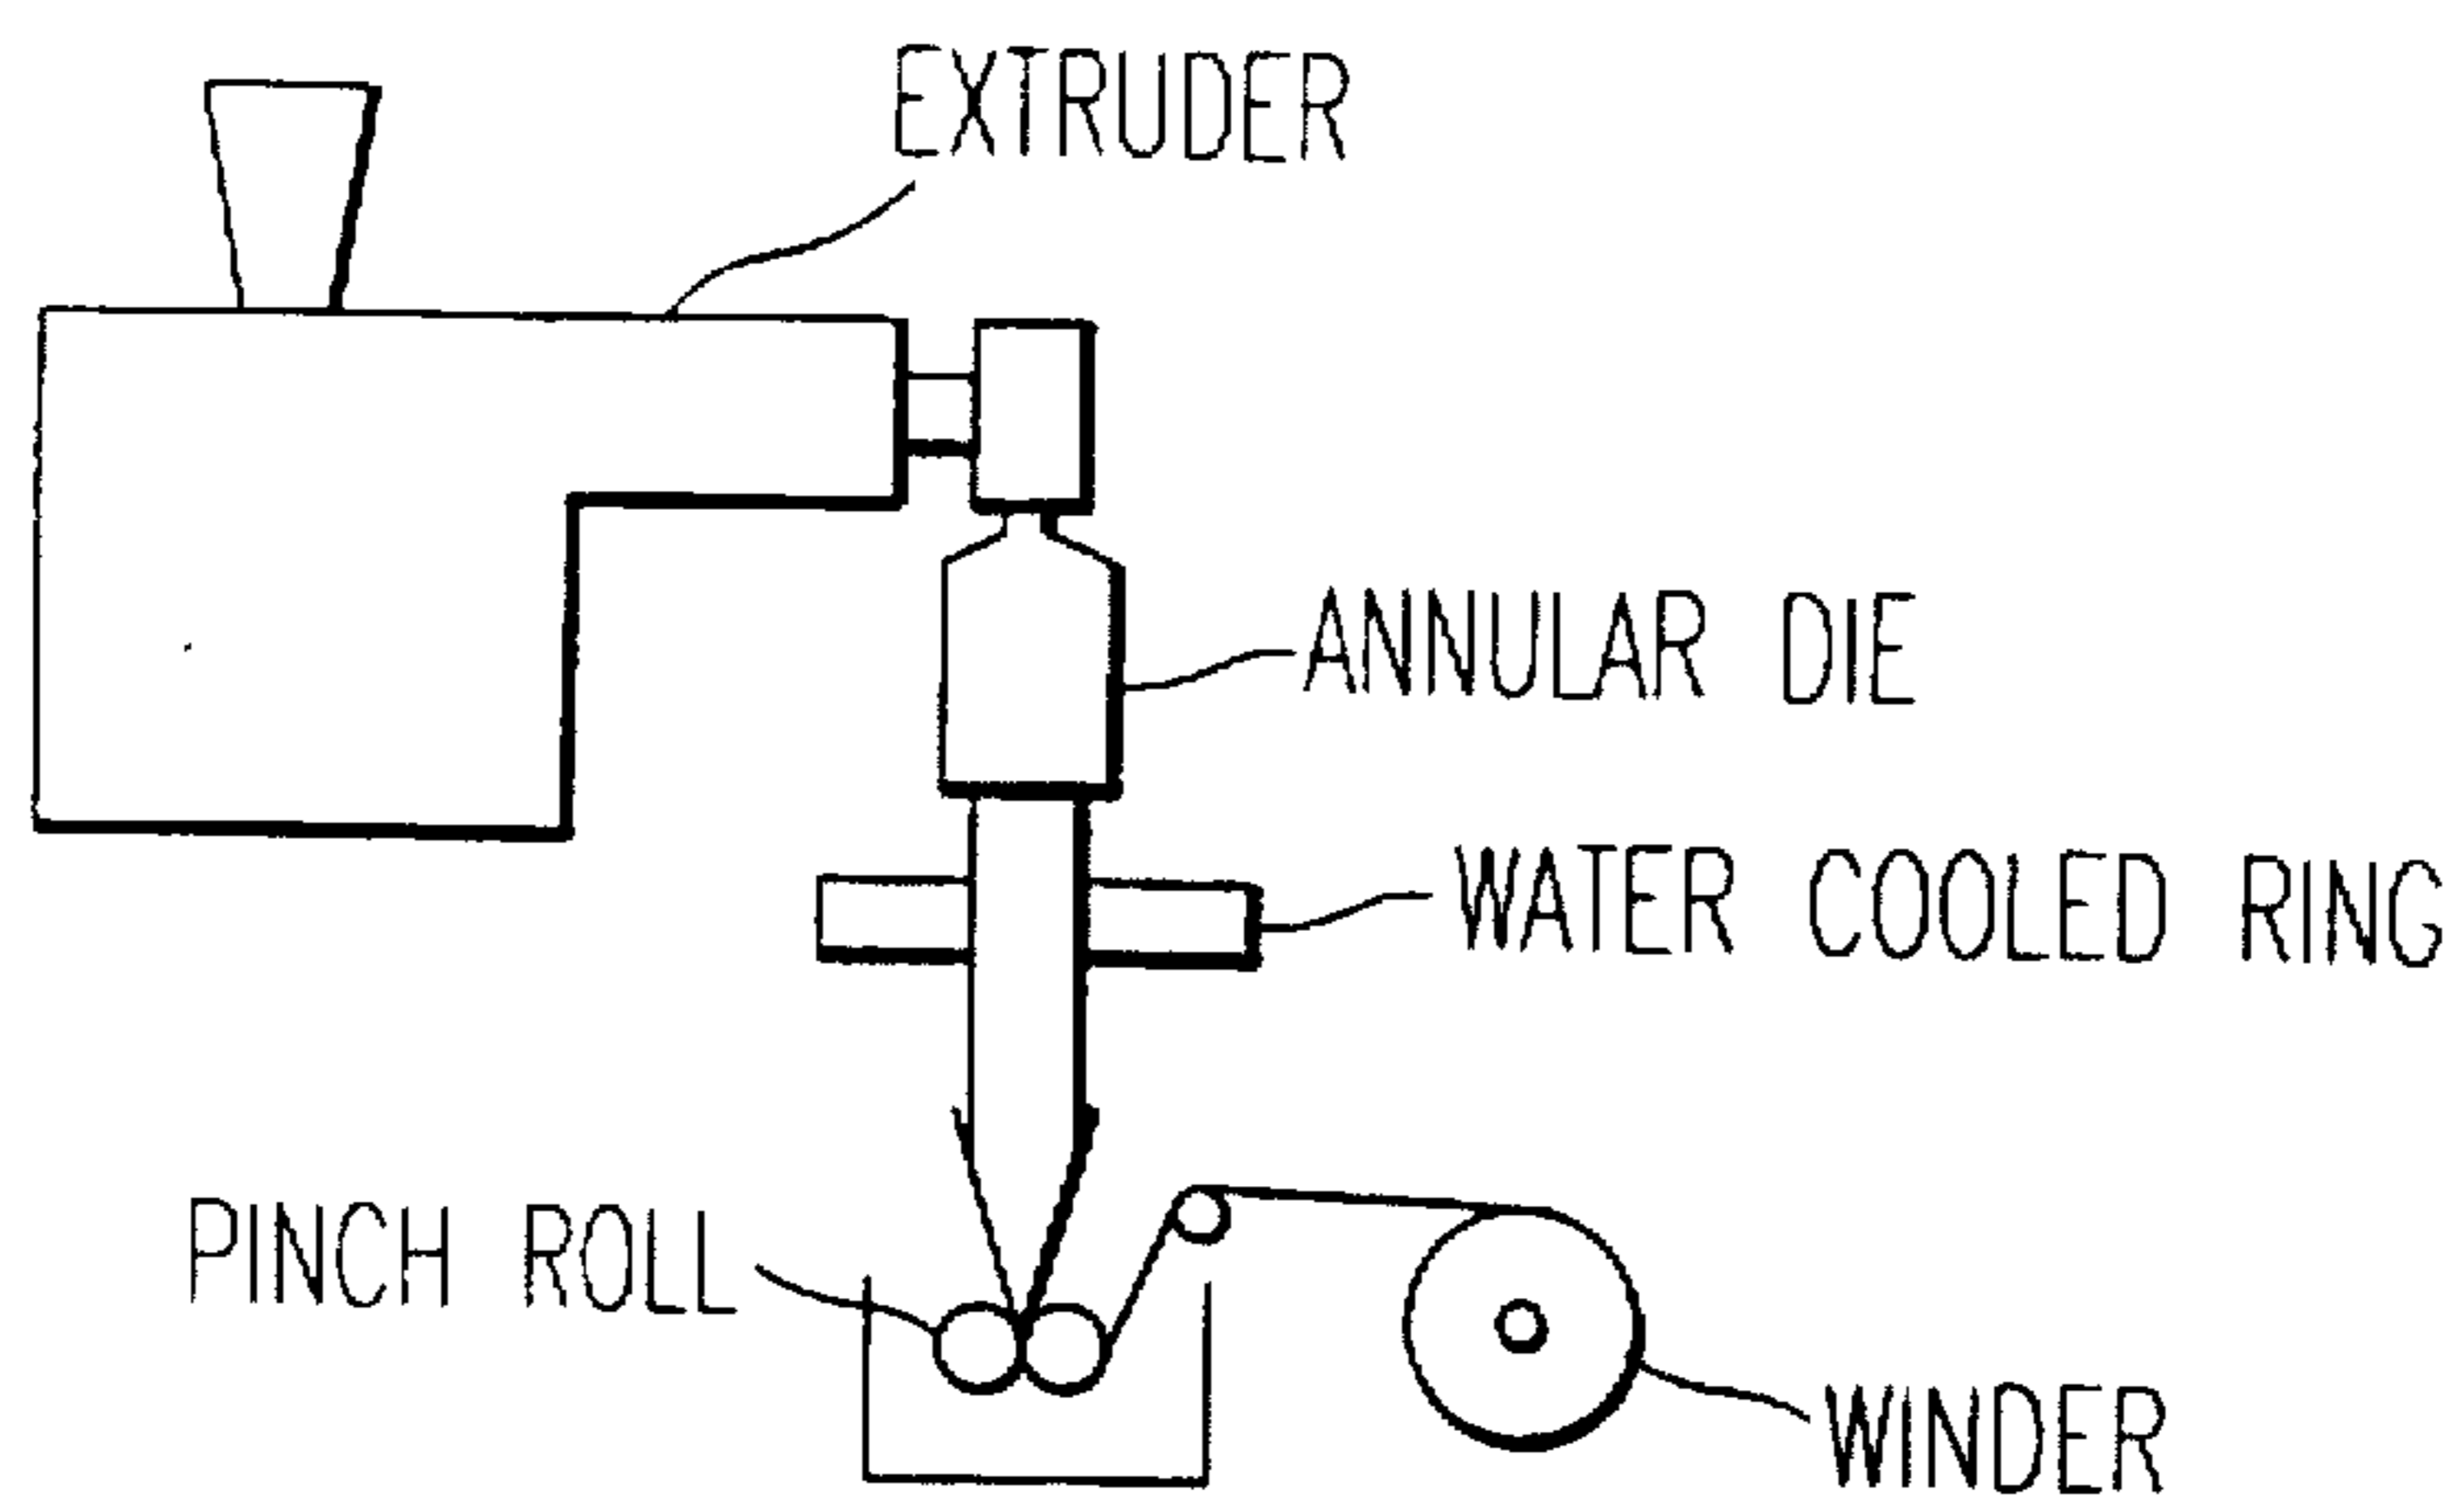 EXTRUDER
ANNULAR DIE
WATER COOLED RING
PINCH ROLL
WINDER